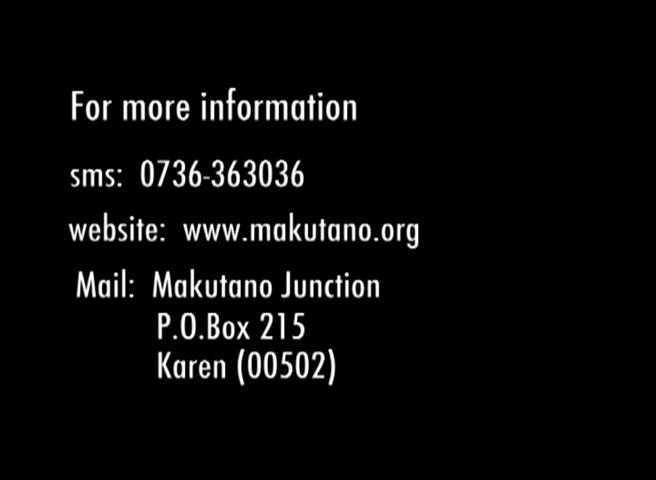 For more information
sms: 0736-363036
website: www.makutano.org
Mail: Makutano Junction
P.O.Box 215
Karen (00502)